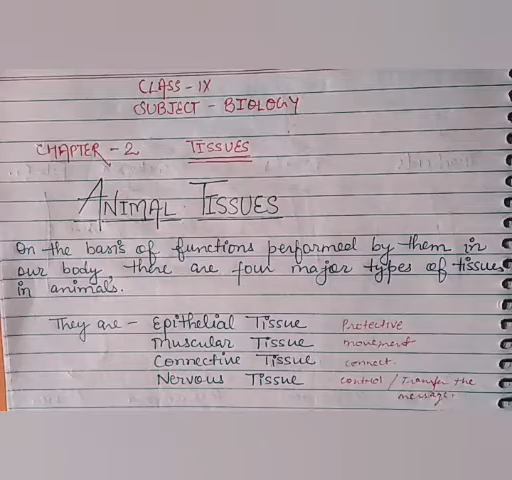 CLASS - IX
SUBJECT - BIOLOGY
CHAPTER - 2 TISSUES
ANIMAL TISSUES
On the basis of functions performed by them in
our body there are four major types of tissues
in animals.
They are - Epithelial Tissue Protective
Muscular Tissue movement
Connective Tissue connect.
Nervous Tissue control / Transfer the
message.